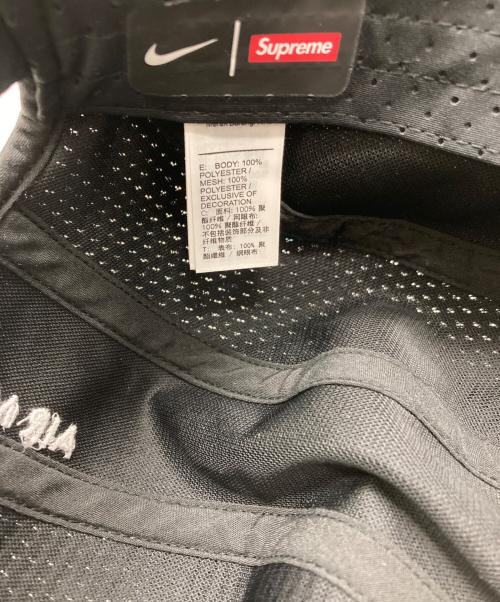 Supreme
E: BODY: 100%
POLYESTER /
MESH: 100%
POLYESTER /
EXCLUSIVE OF
DECORATION
C: 面料: 100% 聚
酯纤维 / 网眼布:
100% 聚酯纤维 /
不包括装饰部分及非
纤维物质
T: 表布: 100% 聚
酯纖維 / 網眼布: